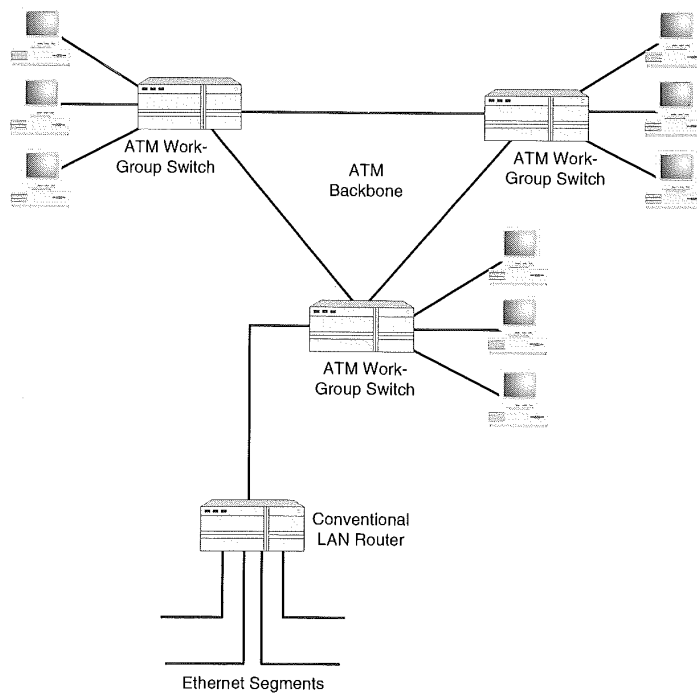 ATM Work-
Group Switch
ATM Work-
Group Switch
ATM
Backbone
ATM Work-
Group Switch
Conventional
LAN Router
Ethernet Segments